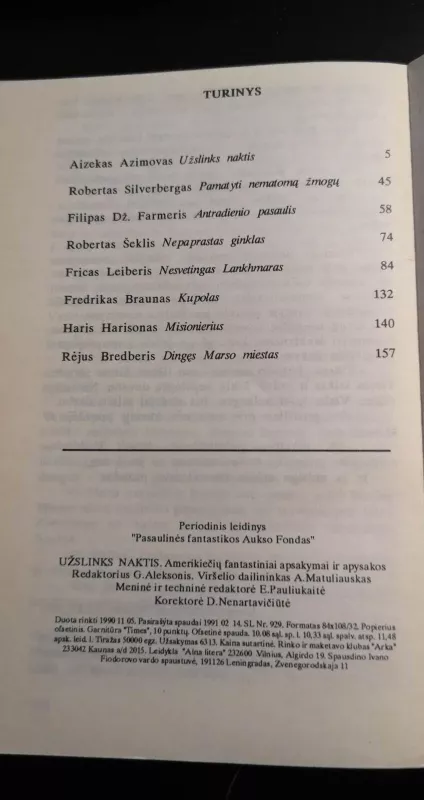 TURINYS
Aizekas Azimovas Užslinks naktis 5
Robertas Silverbergas Pamatyti nematomą žmogų 45
Filipas Dž. Farmeris Antradienio pasaulis 58
Robertas Šeklis Nepaprastas ginklas 74
Fricas Leiberis Nesvetingas Lankhmaras 84
Fredrikas Braunas Kupolas 132
Haris Harisonas Misionierius 140
Rėjus Bredberis Dingęs Marso miestas 157
Periodinis leidinys
"Pasaulinės fantastikos Aukso Fondas"
UŽSLINKS NAKTIS. Amerikiečių fantastiniai apsakymai ir apysakos
Redaktorius G.Aleksonis. Viršelio dailininkas A.Matuliauskas
Meninė ir techninė redaktorė E.Pauliukaitė
Korektorė D.Nenartavičiūtė
Duota rinkti 1990 11 05. Pasirašyta spaudai 1991 02 14. SL Nr. 929. Formatas 84x108/32. Popierius
ofsetinis. Garnitūra "Times", 10 punktų. Ofsetinė spauda. 10,08 sąl. sp. l. 10,33 sąl. spalv. atsp. 11,48
apsk. leid. l. Tiražas 50000 egz. Užsakymas 6313. Kaina sutartinė. Rinko ir maketavo klubas "Arka"
233042 Kaunas a/d 2015. Leidykla "Aina litera" 232600 Vilnius, Algirdo 19. Spausdino Ivano
Fiodorovo vardo spaustuvė, 191126 Leningradas, Zvenegorodskaja 11